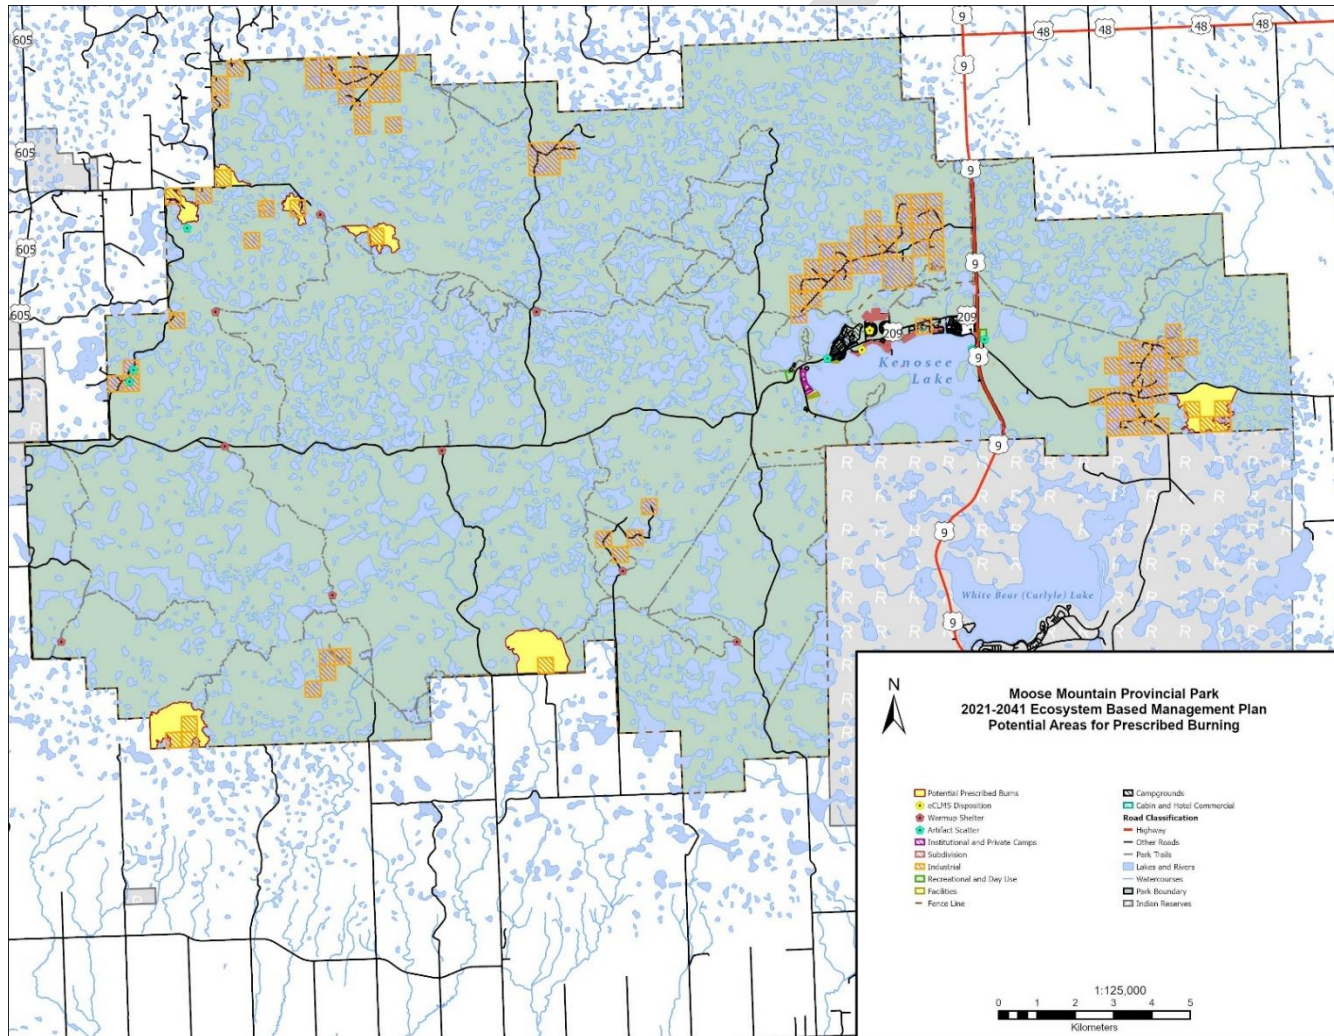 9
605
48
48
48
48
9
605
9
605
9
605
209
209
9
Kenosee
Lake
9
R R R R R R R R
9
White Bear (Carlyle) Lake
9
N
Moose Mountain Provincial Park
2021-2041 Ecosystem Based Management Plan
Potential Areas for Prescribed Burning
Potential Prescribed Burns
eCLMS Disposition
Warmup Shelter
Artifact Scatter
Institutional and Private Camps
Subdivision
Industrial
Recreational and Day Use
Facilities
Fence Line
Campgrounds
Cabin and Hotel Commercial
Road Classification
Highway
Other Roads
Park Trails
Lakes and Rivers
Watercourses
Park Boundary
Indian Reserves
1:125,000
0 1 2 3 4 5
Kilometers